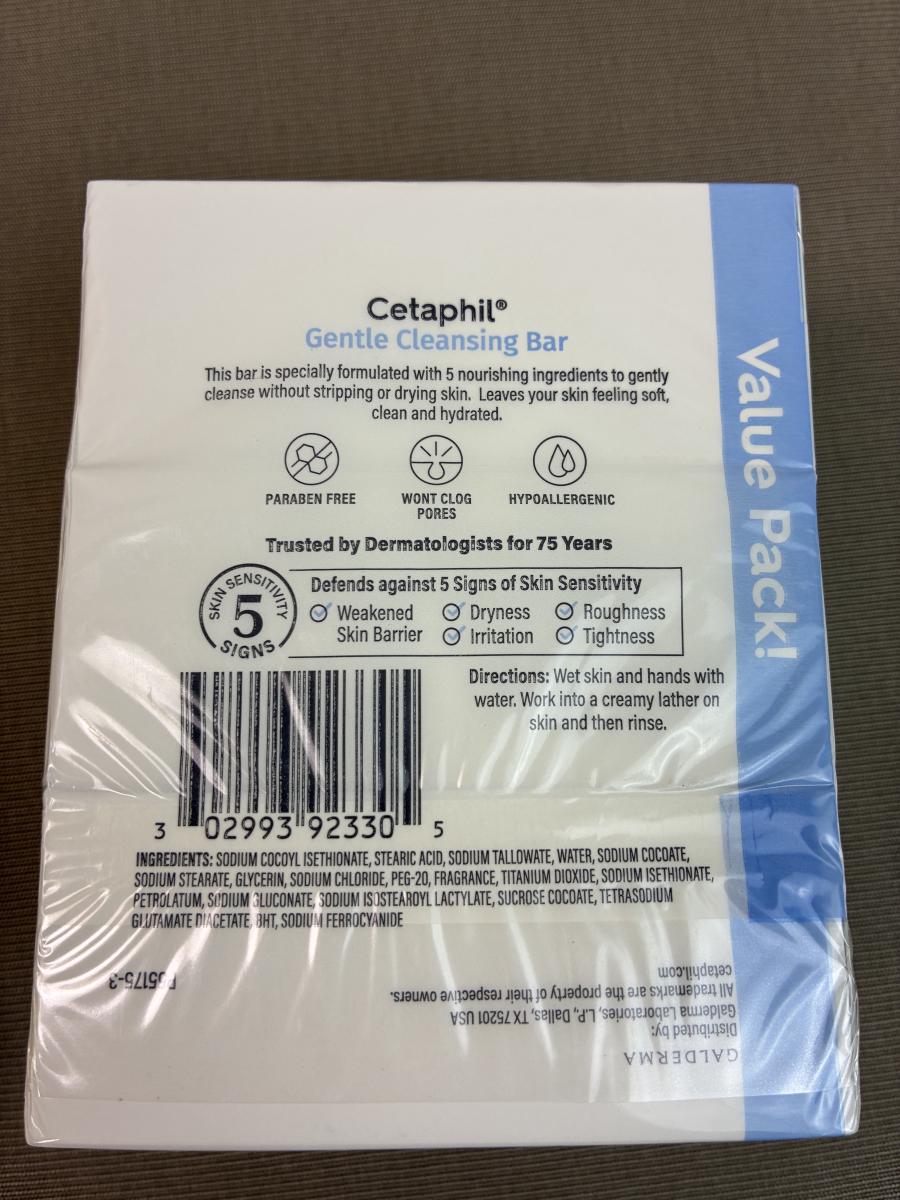 Cetaphil®
Gentle Cleansing Bar
This bar is specially formulated with 5 nourishing ingredients to gently
cleanse without stripping or drying skin. Leaves your skin feeling soft,
clean and hydrated.
PARABEN FREE
WONT CLOG
PORES
HYPOALLERGENIC
Trusted by Dermatologists for 75 Years
SKIN SENSITIVITY
5
SIGNS
Defends against 5 Signs of Skin Sensitivity
Weakened
Skin Barrier
Dryness
Irritation
Roughness
Tightness
Directions: Wet skin and hands with
water. Work into a creamy lather on
skin and then rinse.
3 02993 92330 5
INGREDIENTS: SODIUM COCOYL ISETHIONATE, STEARIC ACID, SODIUM TALLOWATE, WATER, SODIUM COCOATE,
SODIUM STEARATE, GLYCERIN, SODIUM CHLORIDE, PEG-20, FRAGRANCE, TITANIUM DIOXIDE, SODIUM ISETHIONATE,
PETROLATUM, SODIUM GLUCONATE, SODIUM ISOSTEAROYL LACTYLATE, SUCROSE COCOATE, TETRASODIUM
GLUTAMATE DIACETATE, BHT, SODIUM FERROCYANIDE
Value Pack!
GALDERMA
Distributed by:
Galderma Laboratories, L.P., Dallas, TX 75201 USA
All trademarks are the property of their respective owners.
cetaphil.com